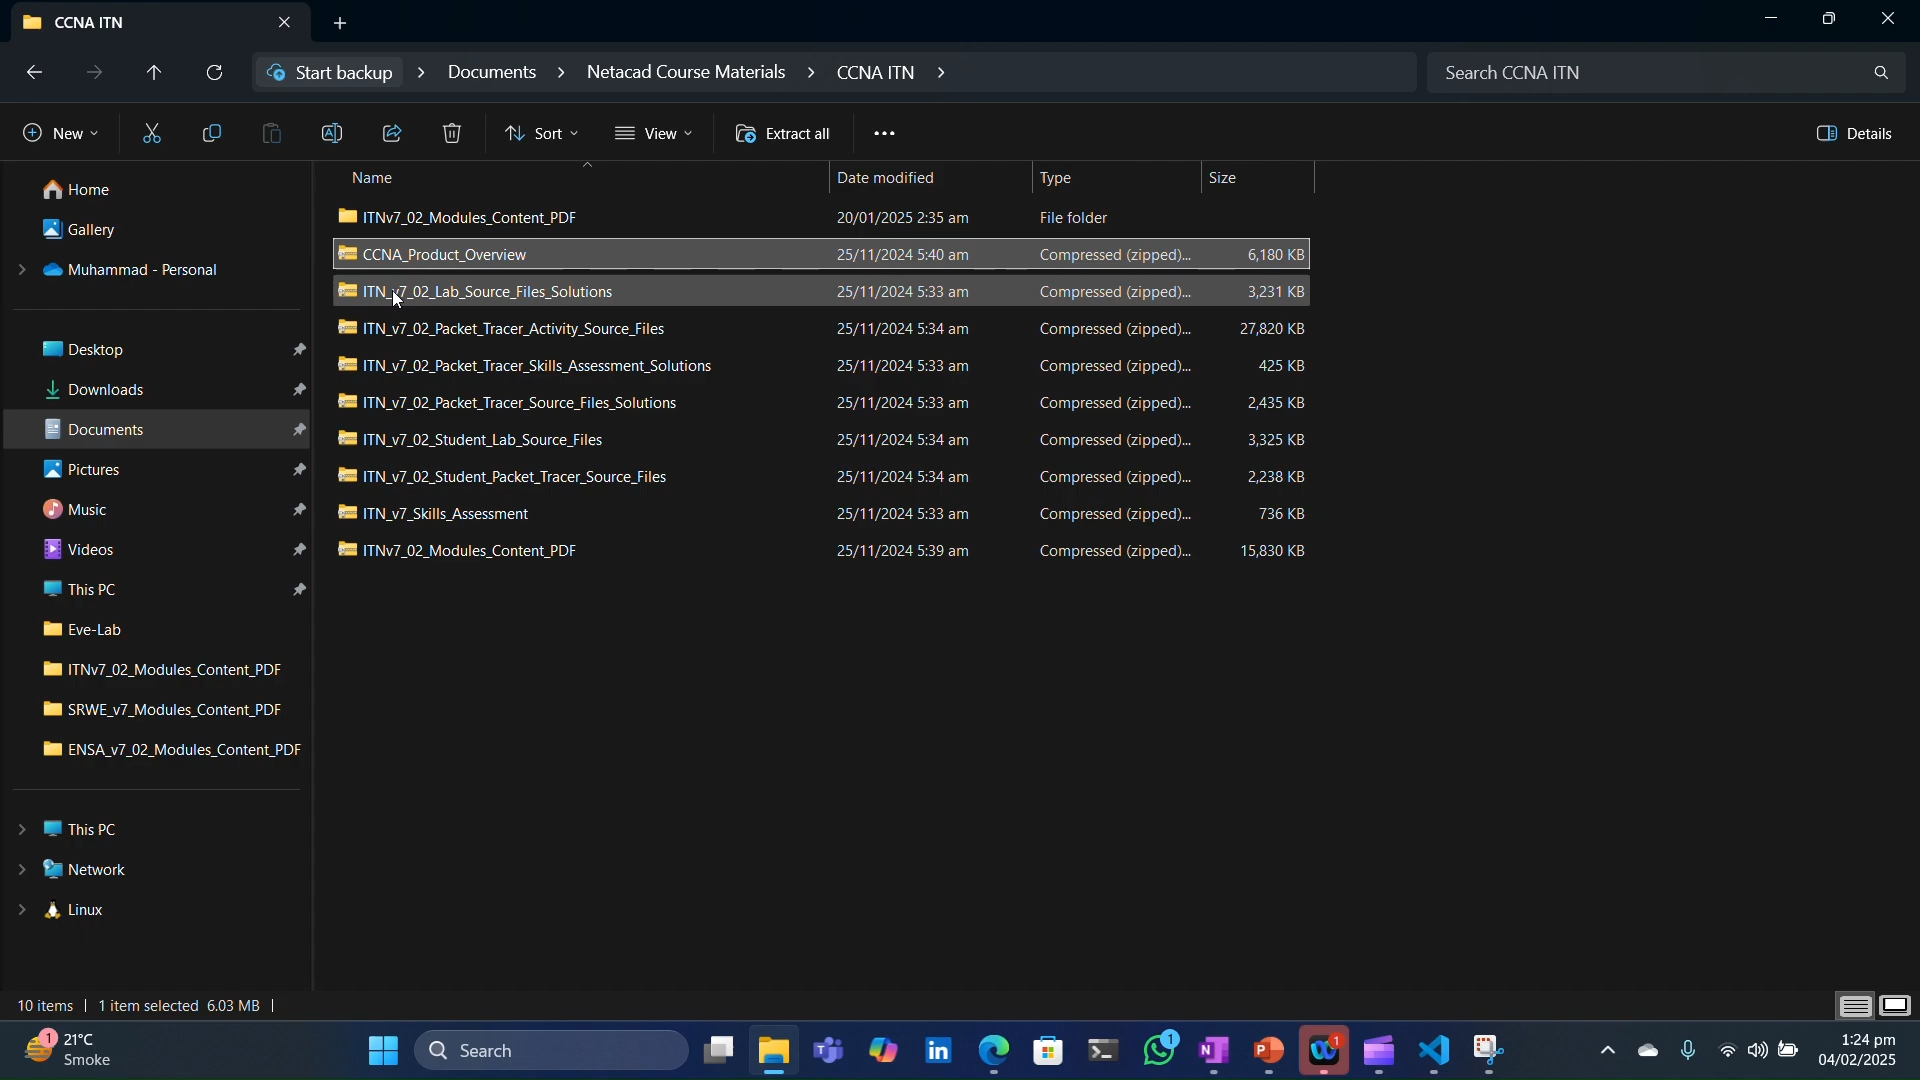 CCNA ITN
Start backup > Documents > Netacad Course Materials > CCNA ITN >
Search CCNA ITN
New
Sort
View
Extract all
Details
Home
Gallery
Muhammad - Personal
Desktop
Downloads
Documents
Pictures
Music
Videos
This PC
Eve-Lab
ITNv7_02_Modules_Content_PDF
SRWE_v7_Modules_Content_PDF
ENSA_v7_02_Modules_Content_PDF
This PC
Network
Linux
Name Date modified Type Size
ITNv7_02_Modules_Content_PDF 20/01/2025 2:35 am File folder
CCNA_Product_Overview 25/11/2024 5:40 am Compressed (zipped)... 6,180 KB
ITN_v7_02_Lab_Source_Files_Solutions 25/11/2024 5:33 am Compressed (zipped)... 3,231 KB
ITN_v7_02_Packet_Tracer_Activity_Source_Files 25/11/2024 5:34 am Compressed (zipped)... 27,820 KB
ITN_v7_02_Packet_Tracer_Skills_Assessment_Solutions 25/11/2024 5:33 am Compressed (zipped)... 425 KB
ITN_v7_02_Packet_Tracer_Source_Files_Solutions 25/11/2024 5:33 am Compressed (zipped)... 2,435 KB
ITN_v7_02_Student_Lab_Source_Files 25/11/2024 5:34 am Compressed (zipped)... 3,325 KB
ITN_v7_02_Student_Packet_Tracer_Source_Files 25/11/2024 5:34 am Compressed (zipped)... 2,238 KB
ITN_v7_Skills_Assessment 25/11/2024 5:33 am Compressed (zipped)... 736 KB
ITNv7_02_Modules_Content_PDF 25/11/2024 5:39 am Compressed (zipped)... 15,830 KB
10 items | 1 item selected 6.03 MB |
1
21°C
Smoke
Search
in
1
N
P
1
1:24 pm
04/02/2025